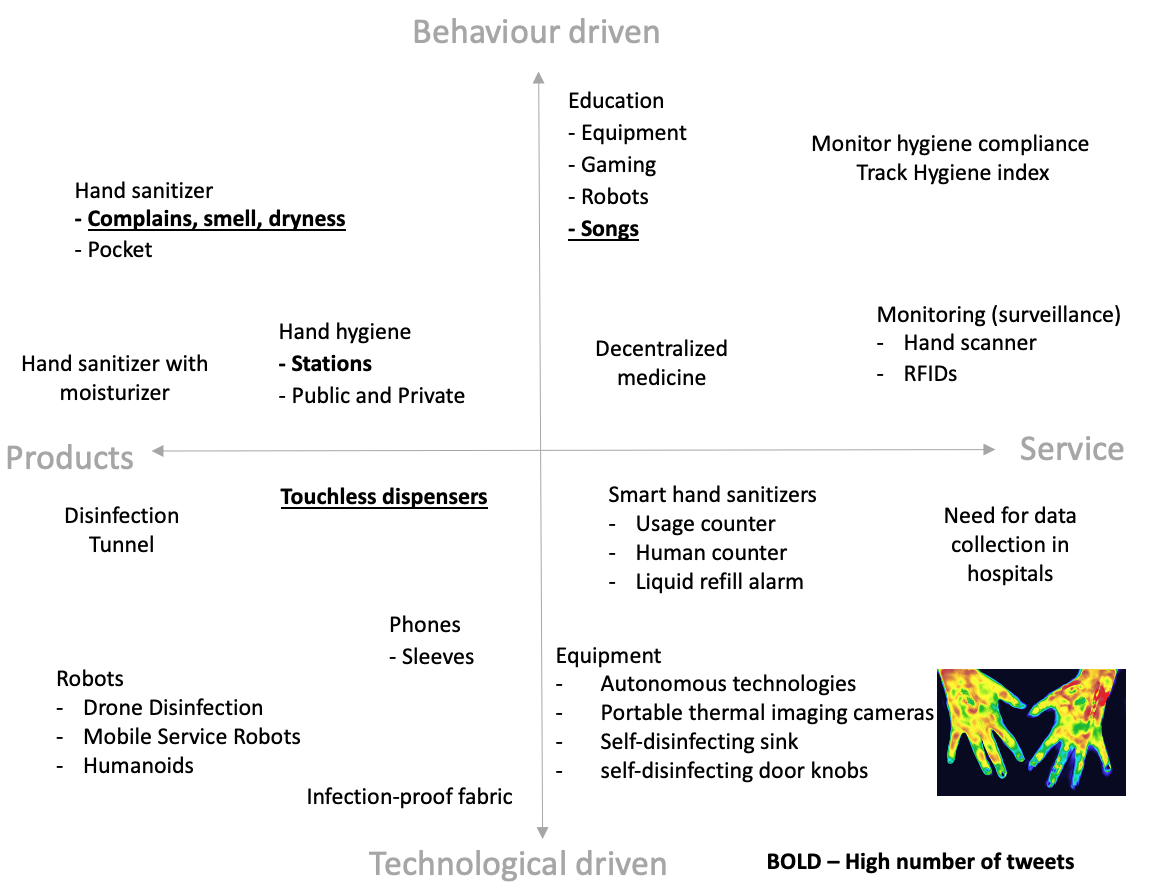 Behaviour driven
Education
- Equipment
- Gaming
- Robots
- Songs
Monitor hygiene compliance
Track Hygiene index
Hand sanitizer
- Complains, smell, dryness
- Pocket
Hand hygiene
- Stations
- Public and Private
Hand sanitizer with
moisturizer
Decentralized
medicine
Monitoring (surveillance)
- Hand scanner
- RFIDs
Products
Service
Touchless dispensers
Disinfection
Tunnel
Smart hand sanitizers
- Usage counter
- Human counter
- Liquid refill alarm
Need for data
collection in
hospitals
Phones
- Sleeves
Robots
- Drone Disinfection
- Mobile Service Robots
- Humanoids
Equipment
- Autonomous technologies
- Portable thermal imaging cameras
- Self-disinfecting sink
- self-disinfecting door knobs
Infection-proof fabric
Technological driven
BOLD – High number of tweets